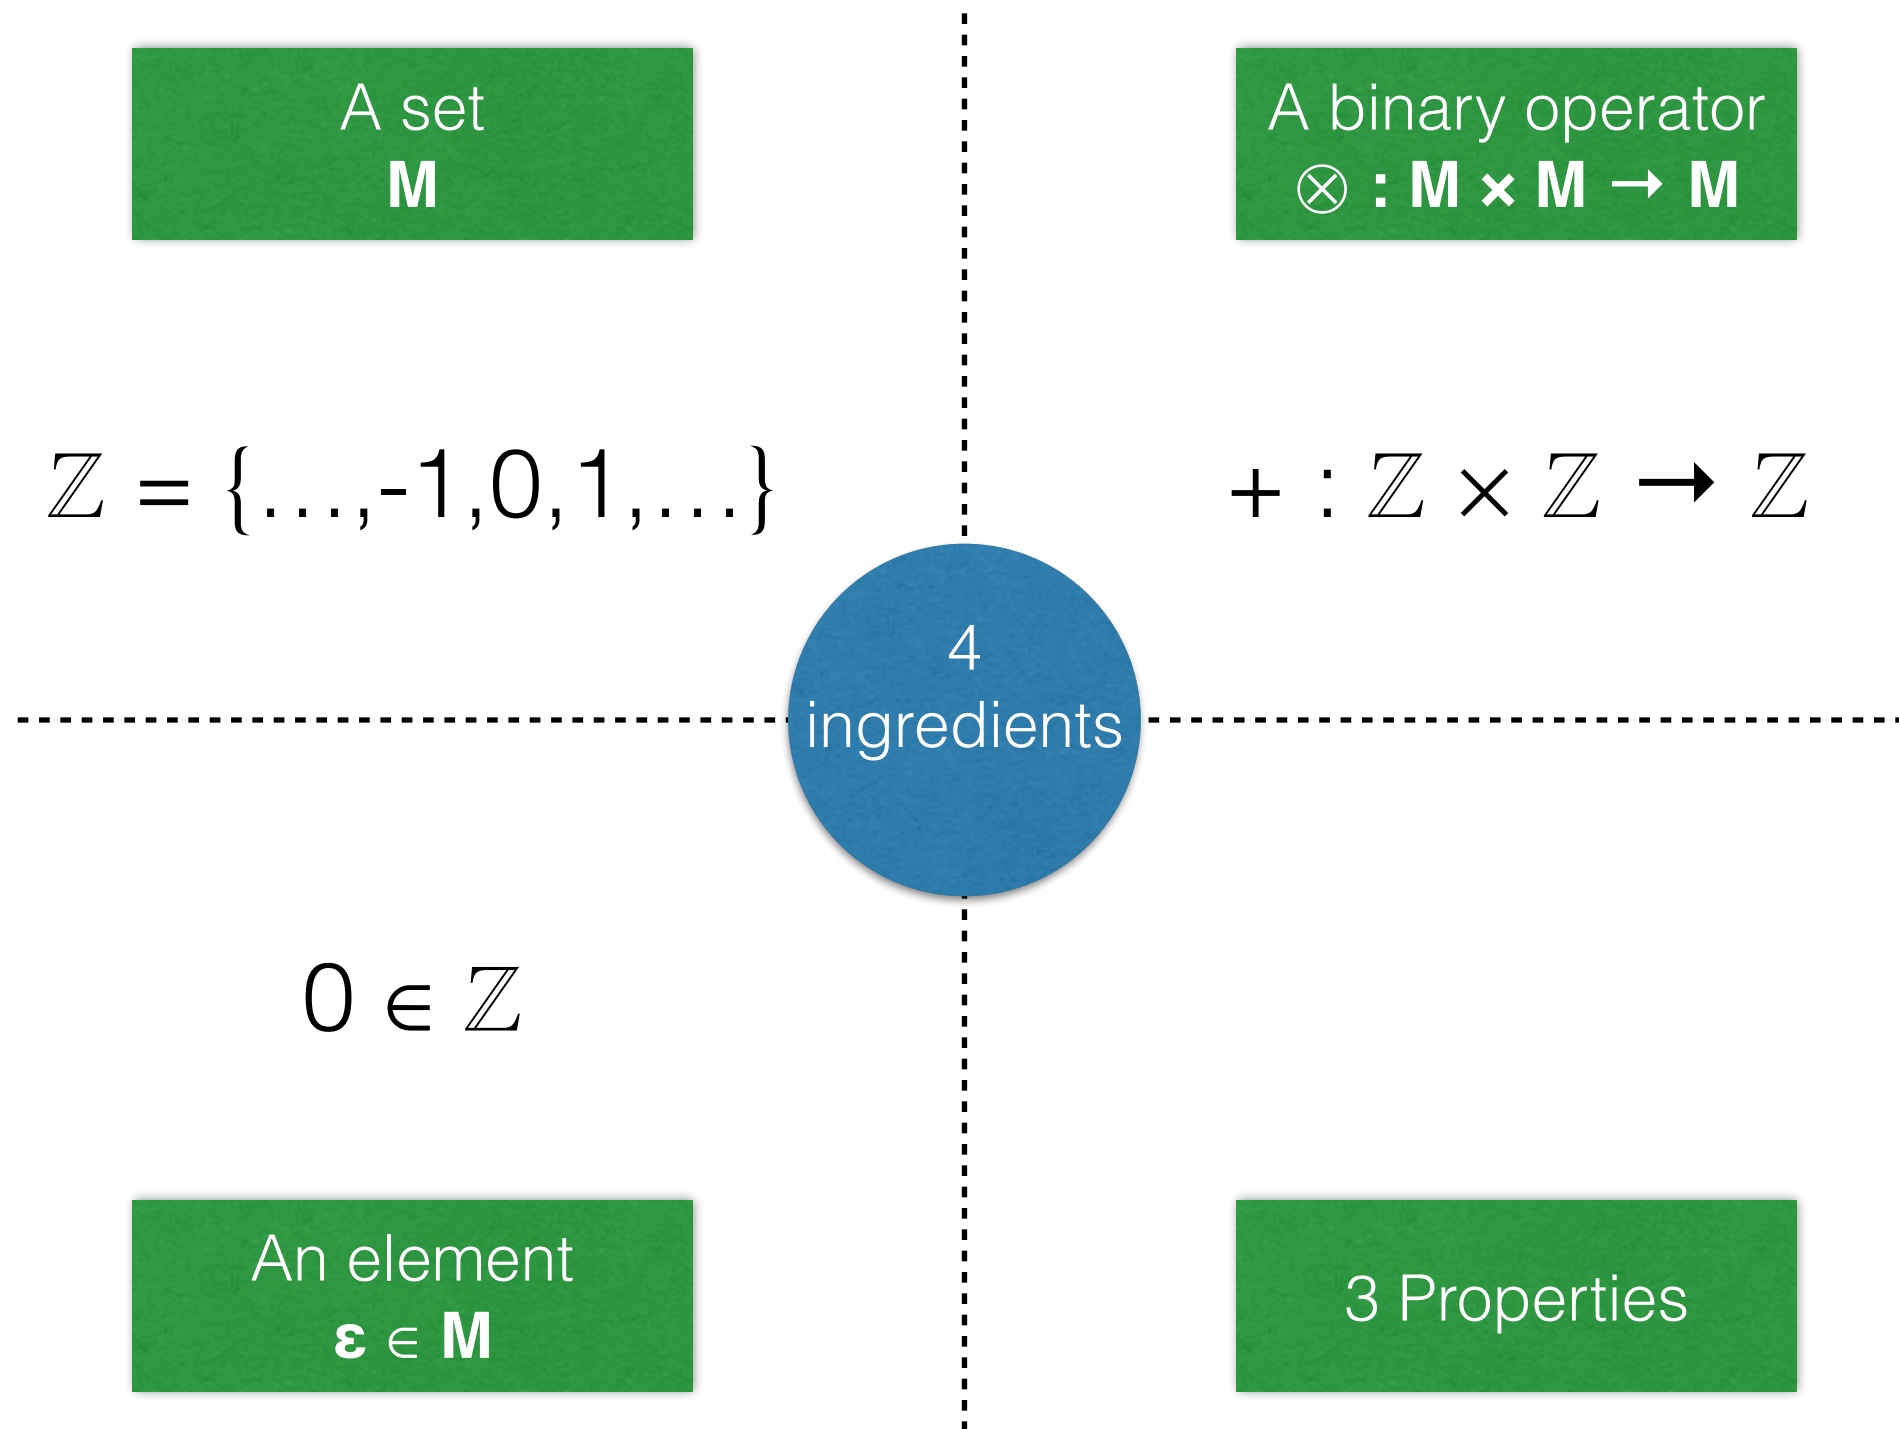 A set
M
A binary operator
⊗ : M × M → M
ℤ = {…,-1,0,1,…}
+ : ℤ × ℤ → ℤ
4
ingredients
0 ∈ ℤ
An element
ε ∈ M
3 Properties